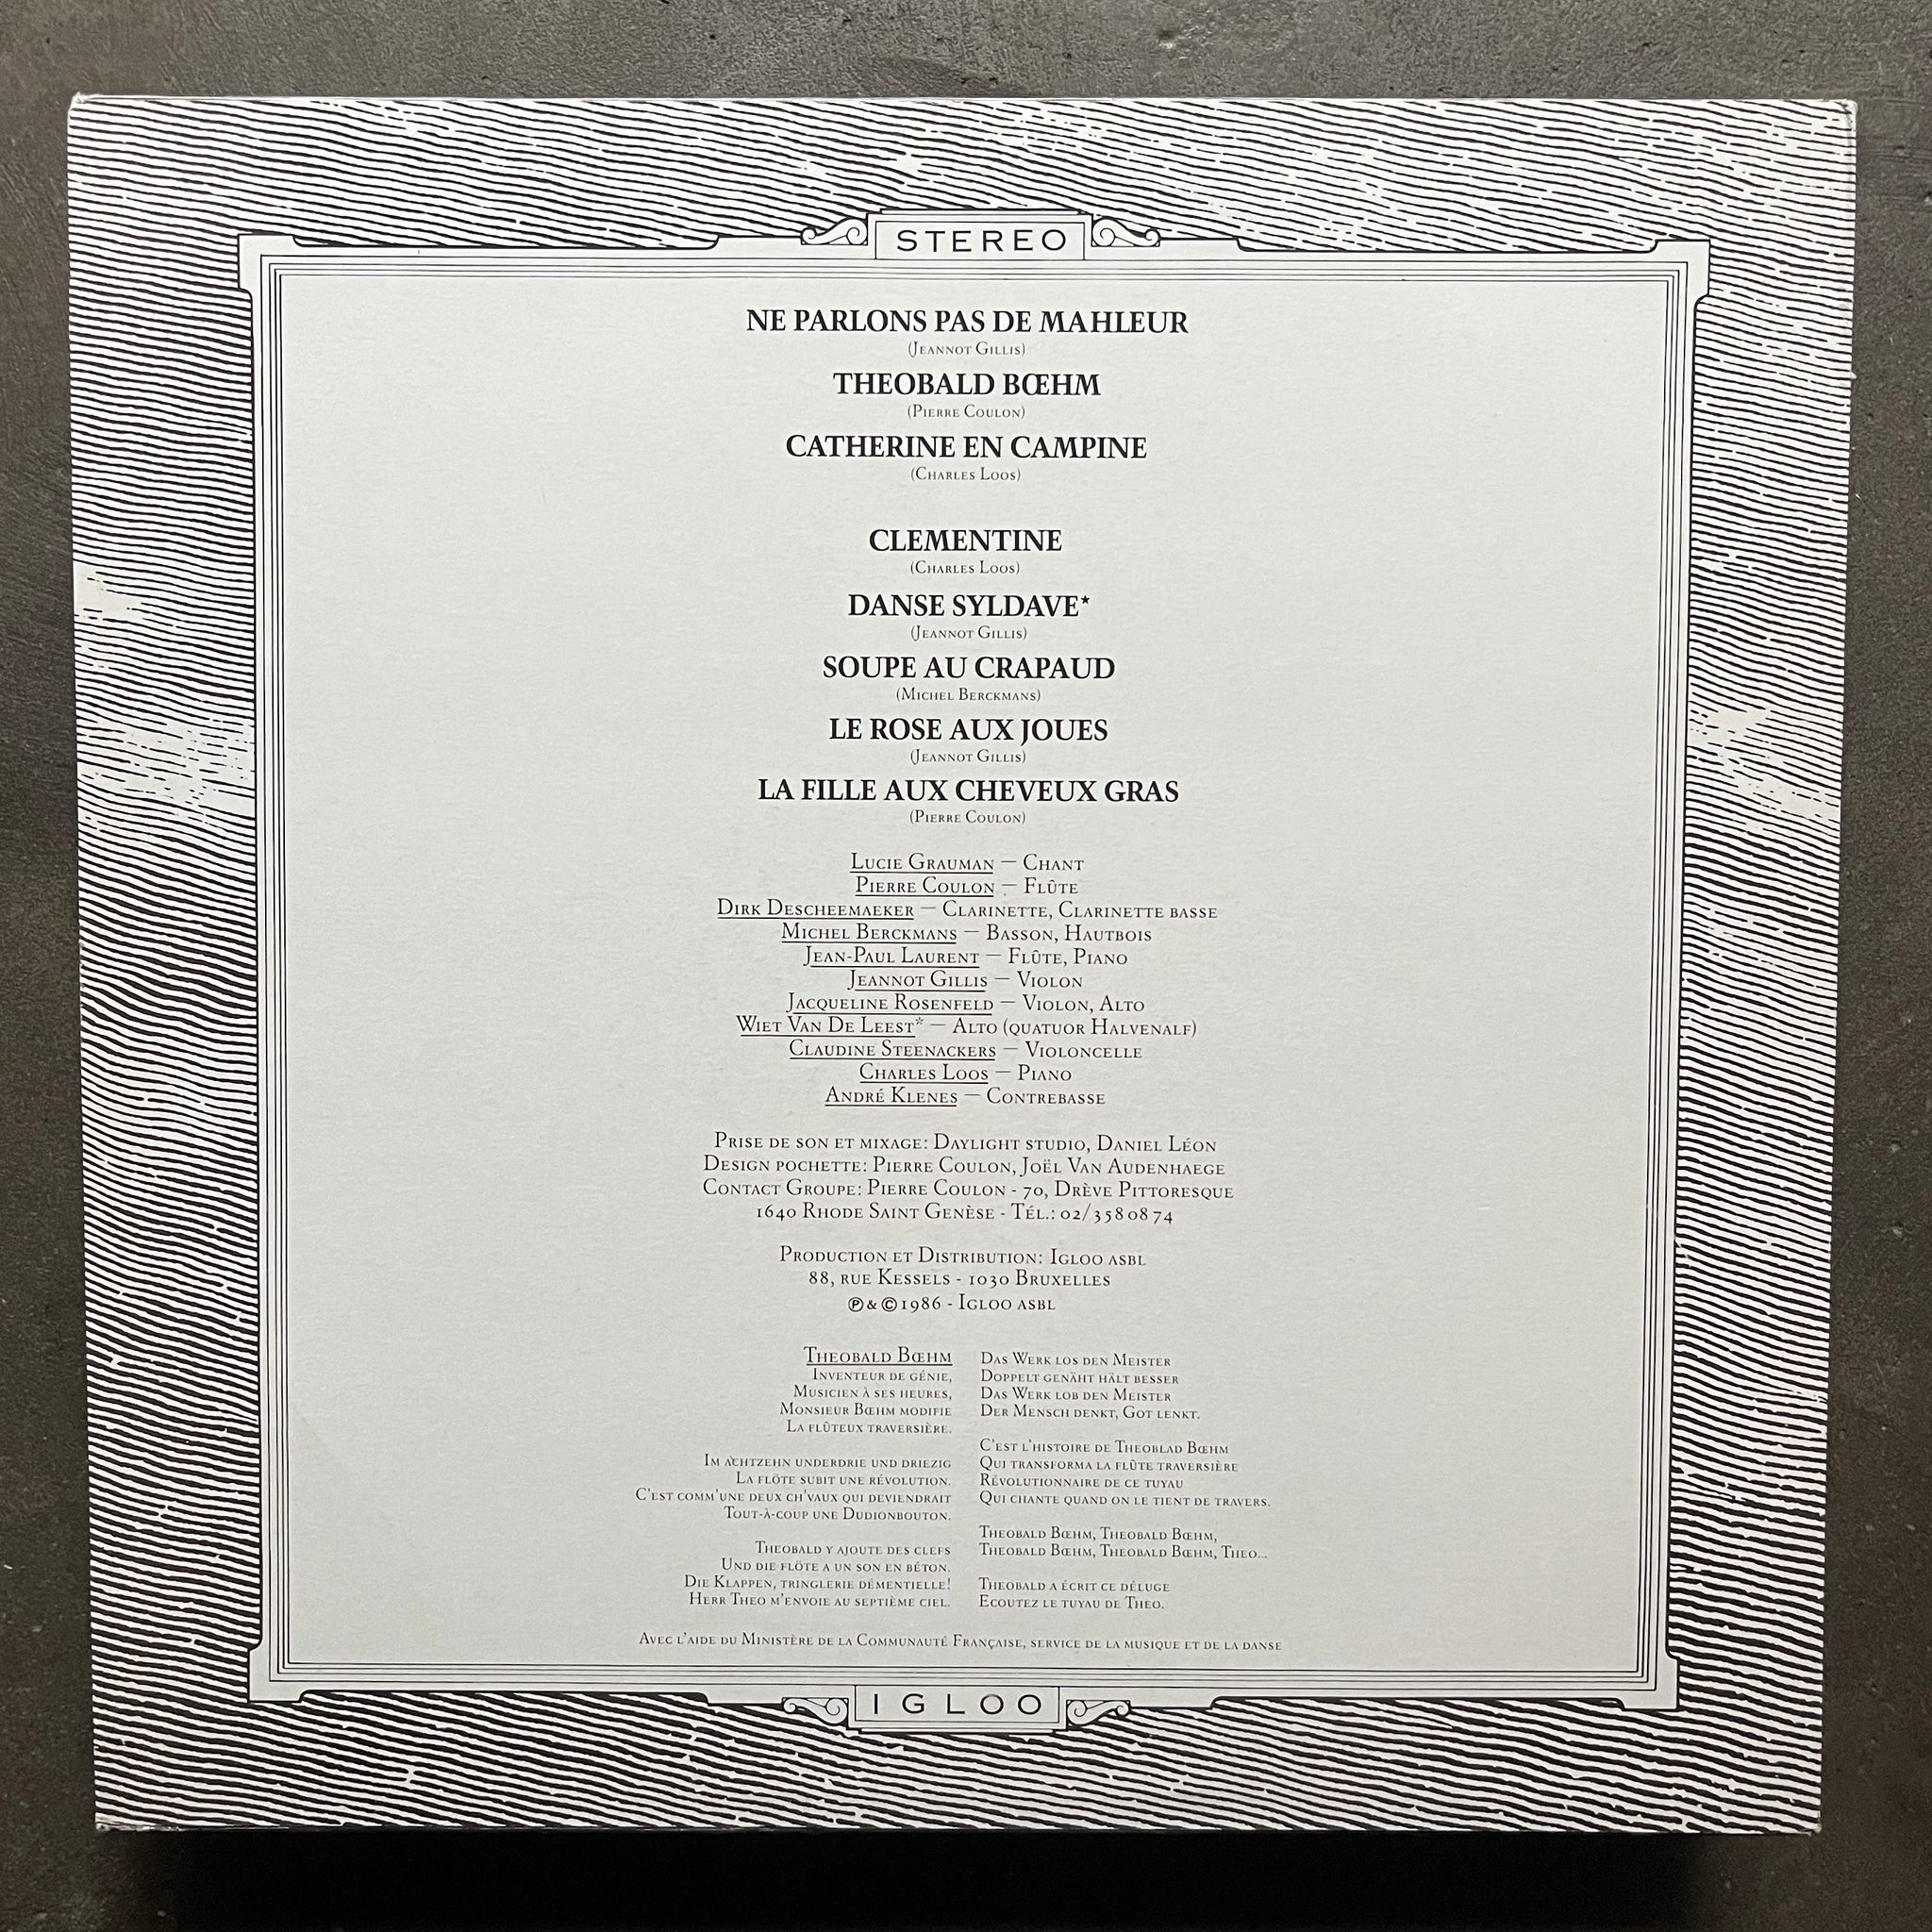 STEREO
NE PARLONS PAS DE MAHLEUR
(Jeannot Gillis)
THEOBALD BŒHM
(Pierre Coulon)
CATHERINE EN CAMPINE
(Charles Loos)
CLEMENTINE
(Charles Loos)
DANSE SYLDAVE*
(Jeannot Gillis)
SOUPE AU CRAPAUD
(Michel Berckmans)
LE ROSE AUX JOUES
(Jeannot Gillis)
LA FILLE AUX CHEVEUX GRAS
(Pierre Coulon)
Lucie Grauman — Chant
Pierre Coulon — Flûte
Dirk Descheemaeker — Clarinette, Clarinette basse
Michel Berckmans — Basson, Hautbois
Jean-Paul Laurent — Flûte, Piano
Jeannot Gillis — Violon
Jacqueline Rosenfeld — Violon, Alto
Wiet Van De Leest* — Alto (quatuor Halvenalf)
Claudine Steenackers — Violoncelle
Charles Loos — Piano
André Klenes — Contrebasse
Prise de son et mixage: Daylight studio, Daniel Léon
Design pochette: Pierre Coulon, Joël Van Audenhaege
Contact Groupe: Pierre Coulon - 70, Drève Pittoresque
1640 Rhode Saint Genèse - Tél.: 02/358 08 74
Production et Distribution: Igloo asbl
88, rue Kessels - 1030 Bruxelles
℗ & © 1986 - Igloo asbl
Theobald Bœhm
Inventeur de génie,
Musicien à ses heures,
Monsieur Bœhm modifie
La flûteux traversière.
Im achtzehn underdrie und driezig
La flöte subit une révolution.
C'est comm'une deux ch'vaux qui deviendrait
Tout-à-coup une Dudionbouton.
Theobald y ajoute des clefs
Und die flöte a un son en béton.
Die Klappen, tringlerie démentielle!
Herr Theo m'envoie au septième ciel.
Das Werk los den Meister
Doppelt genäht hält besser
Das Werk lob den Meister
Der Mensch denkt, Got lenkt.
C'est l'histoire de Theoblad Bœhm
Qui transforma la flûte traversière
Révolutionnaire de ce tuyau
Qui chante quand on le tient de travers.
Theobald Bœhm, Theobald Bœhm,
Theobald Bœhm, Theobald Bœhm, Theo...
Theobald a écrit ce déluge
Ecoutez le tuyau de Theo.
Avec l'aide du Ministère de la Communauté Française, service de la musique et de la danse
IGLOO